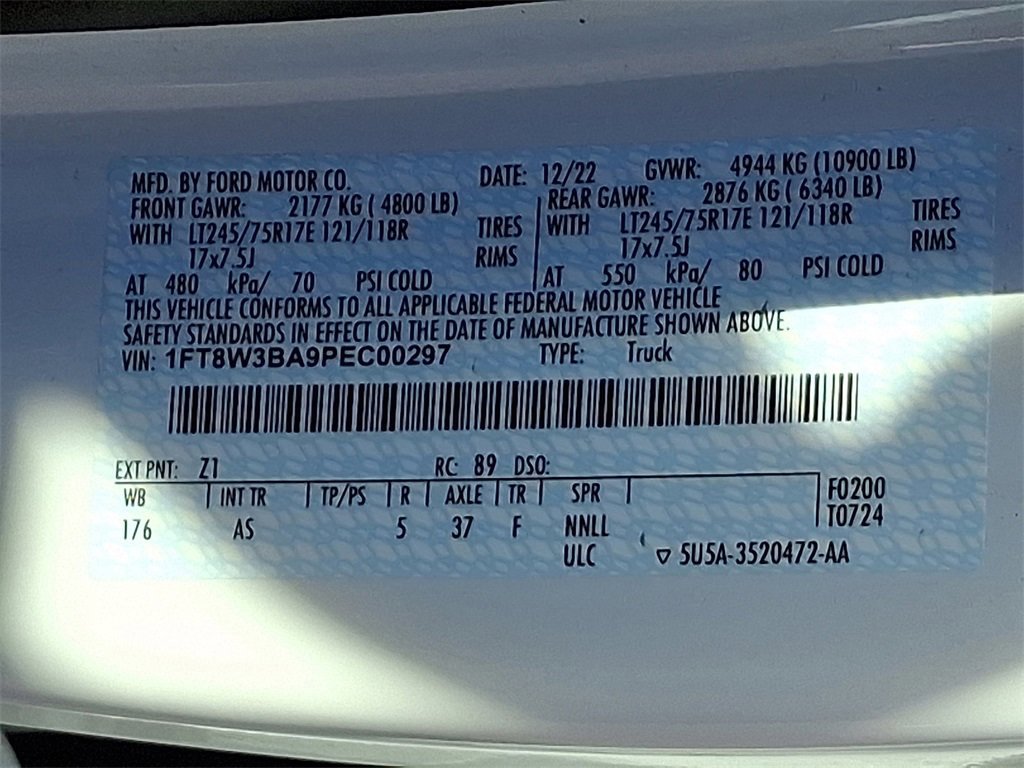 MFD. BY FORD MOTOR CO. DATE: 12/22 GVWR: 4944 KG (10900 LB)
FRONT GAWR: 2177 KG ( 4800 LB) REAR GAWR: 2876 KG ( 6340 LB)
WITH LT245/75R17E 121/118R TIRES WITH LT245/75R17E 121/118R TIRES
17x7.5J RIMS 17x7.5J RIMS
AT 480 kPa/ 70 PSI COLD AT 550 kPa/ 80 PSI COLD
THIS VEHICLE CONFORMS TO ALL APPLICABLE FEDERAL MOTOR VEHICLE
SAFETY STANDARDS IN EFFECT ON THE DATE OF MANUFACTURE SHOWN ABOVE.
VIN: 1FT8W3BA9PEC00297 TYPE: Truck
EXT PNT: Z1 RC: 89 DSO:
WB INT TR TP/PS R AXLE TR SPR F0200
176 AS 5 37 F NNLL T0724
ULC ▽ 5U5A-3520472-AA